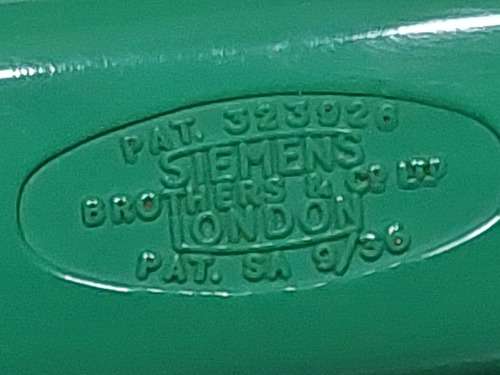 PAT. 323026
SIEMENS
BROTHERS & CO LTD
LONDON
PAT. SA 9/36